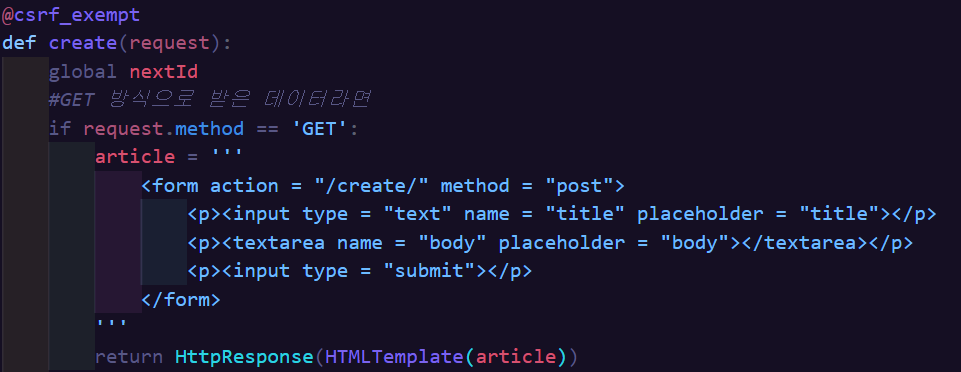 @csrf_exempt
def create(request):
    global nextId
    #GET 방식으로 받은 데이터라면
    if request.method == 'GET':
        article = '''
            <form action = "/create/" method = "post">
                <p><input type = "text" name = "title" placeholder = "title"></p>
                <p><textarea name = "body" placeholder = "body"></textarea></p>
                <p><input type = "submit"></p>
            </form>
        '''
        return HttpResponse(HTMLTemplate(article))